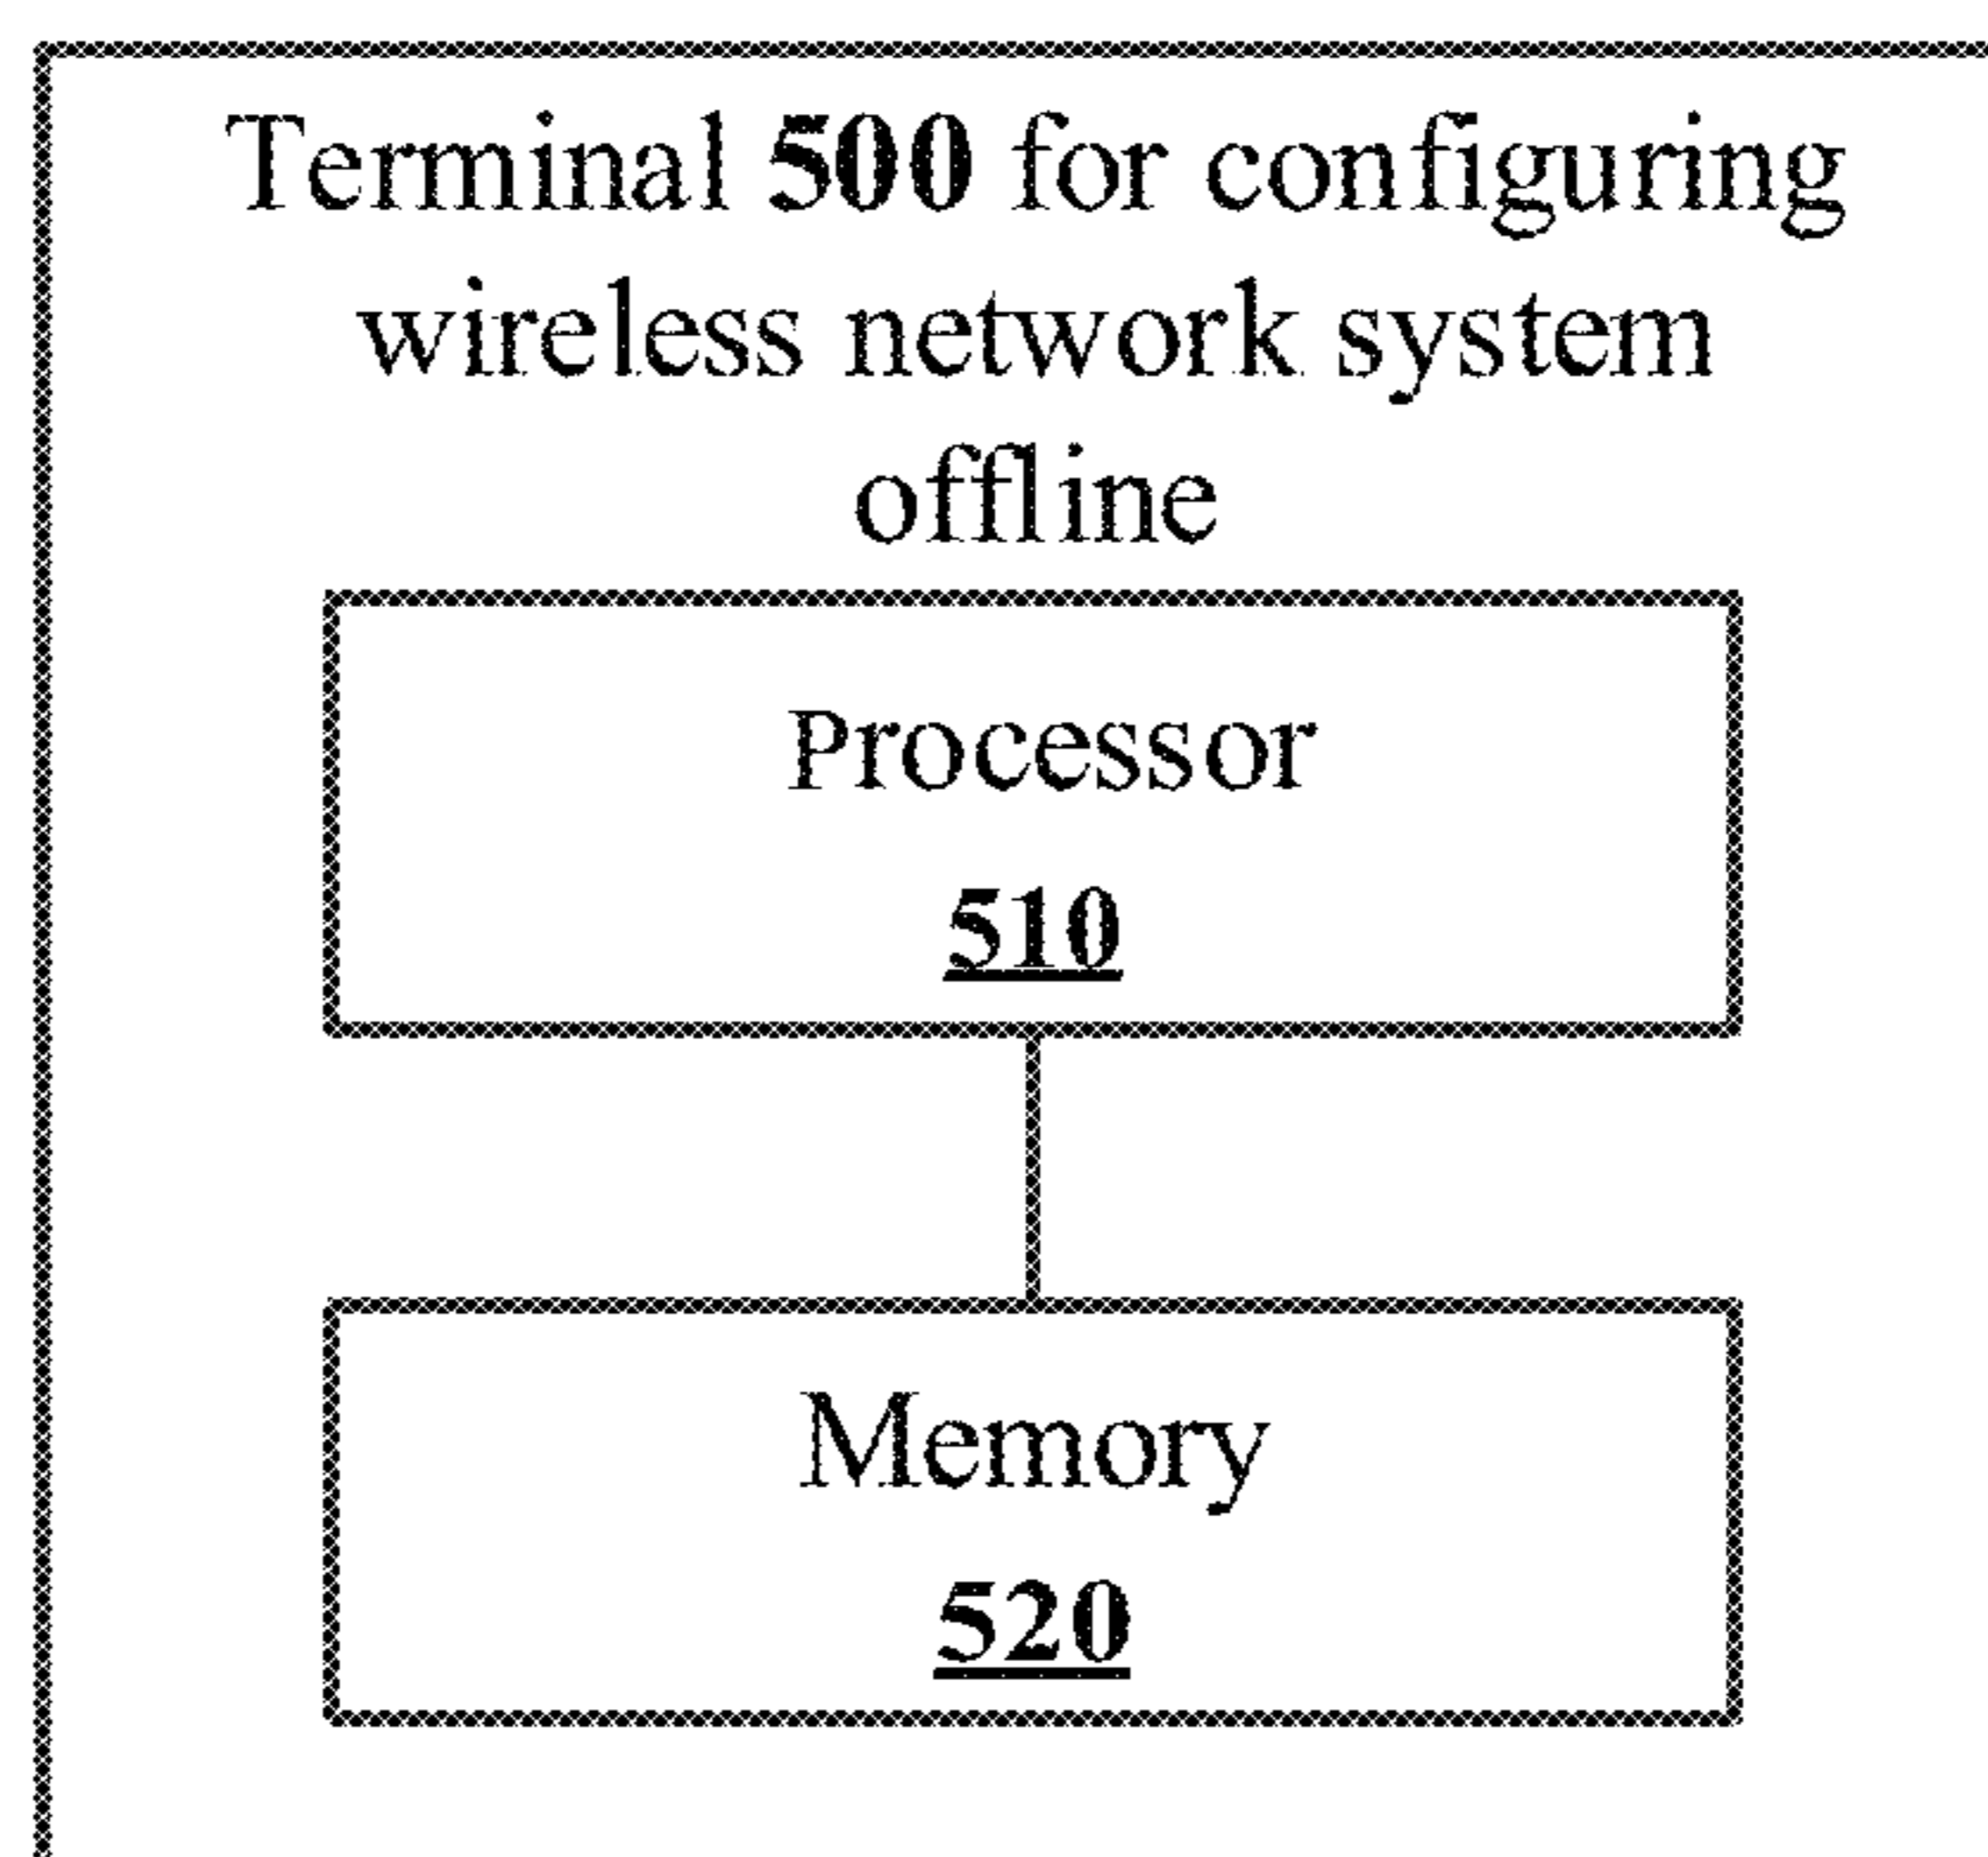 Terminal 500 for configuring
wireless network system
offline
Processor
510
Memory
520